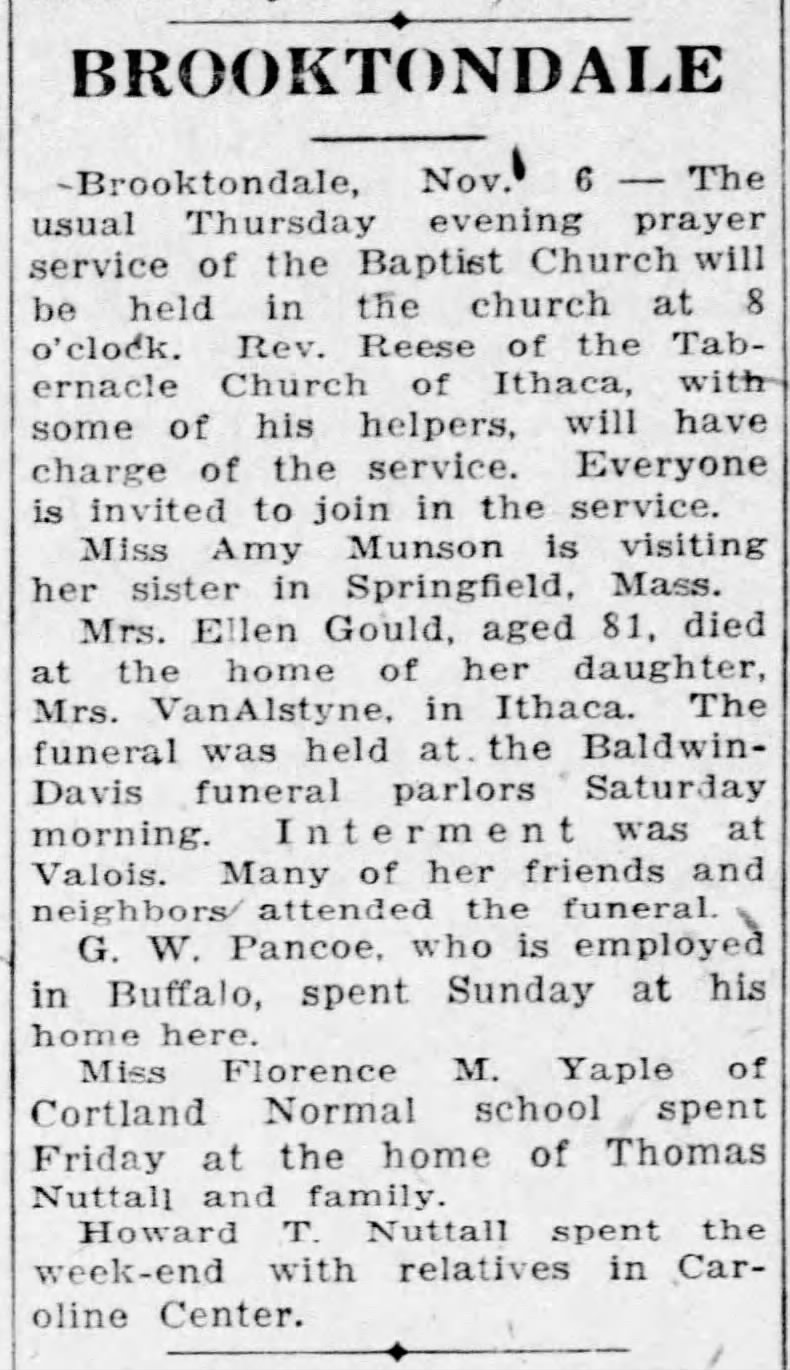 BROOKTONDALE
Brooktondale, Nov. 6 — The
usual Thursday evening prayer
service of the Baptist Church will
be held in the church at 8
o'clock. Rev. Reese of the Tab-
ernacle Church of Ithaca, with
some of his helpers, will have
charge of the service. Everyone
is invited to join in the service.
Miss Amy Munson is visiting
her sister in Springfield, Mass.
Mrs. Ellen Gould, aged 81, died
at the home of her daughter,
Mrs. VanAlstyne, in Ithaca. The
funeral was held at the Baldwin-
Davis funeral parlors Saturday
morning. Interment was at
Valois. Many of her friends and
neighbors attended the funeral.
G. W. Pancoe, who is employed
in Buffalo, spent Sunday at his
home here.
Miss Florence M. Yaple of
Cortland Normal school spent
Friday at the home of Thomas
Nuttall and family.
Howard T. Nuttall spent the
week-end with relatives in Car-
oline Center.